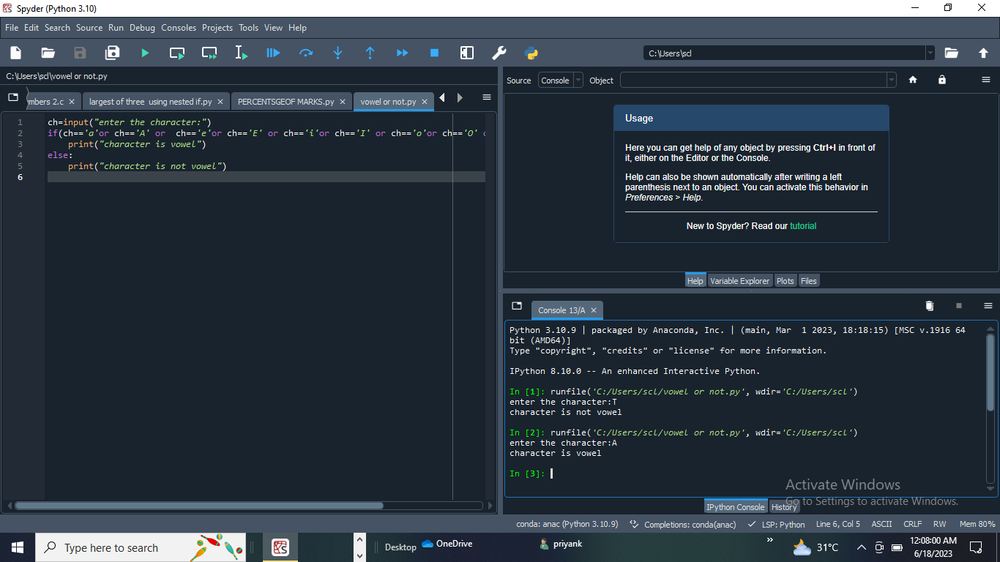 Spyder (Python 3.10)
File Edit Search Source Run Debug Consoles Projects Tools View Help
C:\Users\scl
C:\Users\scl\vowel or not.py
mbers 2.c
largest of three using nested if.py
PERCENTSGEOF MARKS.py
vowel or not.py
1 ch=input("enter the character:")
2 if(ch=='a'or ch=='A' or  ch=='e'or ch=='E' or ch=='i'or ch=='I' or ch=='o'or ch=='O'
3     print("character is vowel")
4 else:
5     print("character is not vowel")
6
Source Console Object
Usage
Here you can get help of any object by pressing Ctrl+I in front of
it, either on the Editor or the Console.
Help can also be shown automatically after writing a left
parenthesis next to an object. You can activate this behavior in
Preferences > Help.
New to Spyder? Read our tutorial
Help Variable Explorer Plots Files
Console 13/A
Python 3.10.9 | packaged by Anaconda, Inc. | (main, Mar  1 2023, 18:18:15) [MSC v.1916 64
bit (AMD64)]
Type "copyright", "credits" or "license" for more information.
IPython 8.10.0 -- An enhanced Interactive Python.
In [1]: runfile('C:/Users/scl/vowel or not.py', wdir='C:/Users/scl')
enter the character:T
character is not vowel
In [2]: runfile('C:/Users/scl/vowel or not.py', wdir='C:/Users/scl')
enter the character:A
character is vowel
In [3]:
Activate Windows
Go to Settings to activate Windows.
IPython Console History
conda: anac (Python 3.10.9) Completions: conda(anac) LSP: Python Line 6, Col 5 ASCII CRLF RW Mem 80%
Type here to search
Desktop
OneDrive
priyank
31°C
12:08:00 AM
6/18/2023